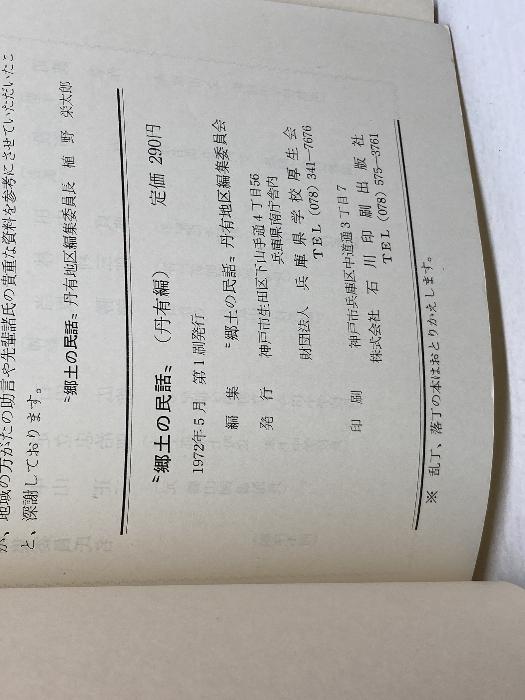 が、地域の方がたの助言や先輩諸氏の貴重な資料を参考にさせていただいたこ
と、深謝しております。
〝郷土の民話〟丹有地区編集委員長 植野 栄太郎
〝郷土の民話〟(丹有編) 定価 290円
1972年5月 第1刷発行
編集 〝郷土の民話〟丹有地区編集委員会
発行 神戸市生田区下山手通4丁目56
兵庫県庁舎内
財団法人 兵庫県学校厚生会
TEL (078) 341-7676
印刷 神戸市兵庫区中道通3丁目7
株式会社 石川印刷出版社
TEL (078) 575-3761
※ 乱丁、落丁の本はおとりかえします。